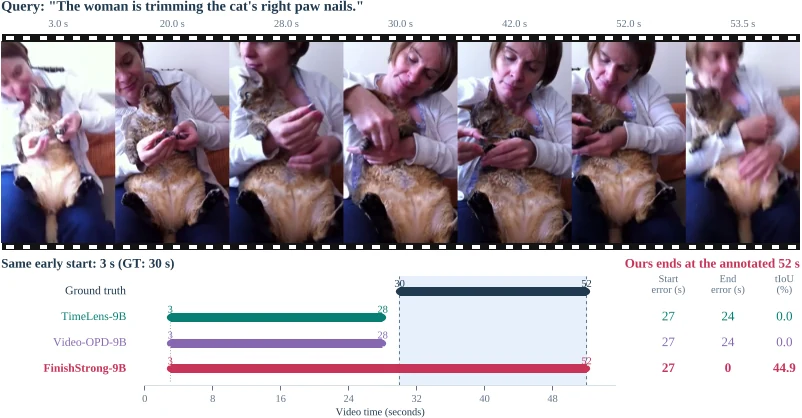 Query: "The woman is trimming the cat's right paw nails."
3.0 s 20.0 s 28.0 s 30.0 s 42.0 s 52.0 s 53.5 s
Same early start: 3 s (GT: 30 s)
Ours ends at the annotated 52 s
Start error (s) End error (s) tIoU (%)
Ground truth 30 52
TimeLens-9B 3 28 27 24 0.0
Video-OPD-9B 3 28 27 24 0.0
FinishStrong-9B 3 52 27 0 44.9
0 8 16 24 32 40 48
Video time (seconds)